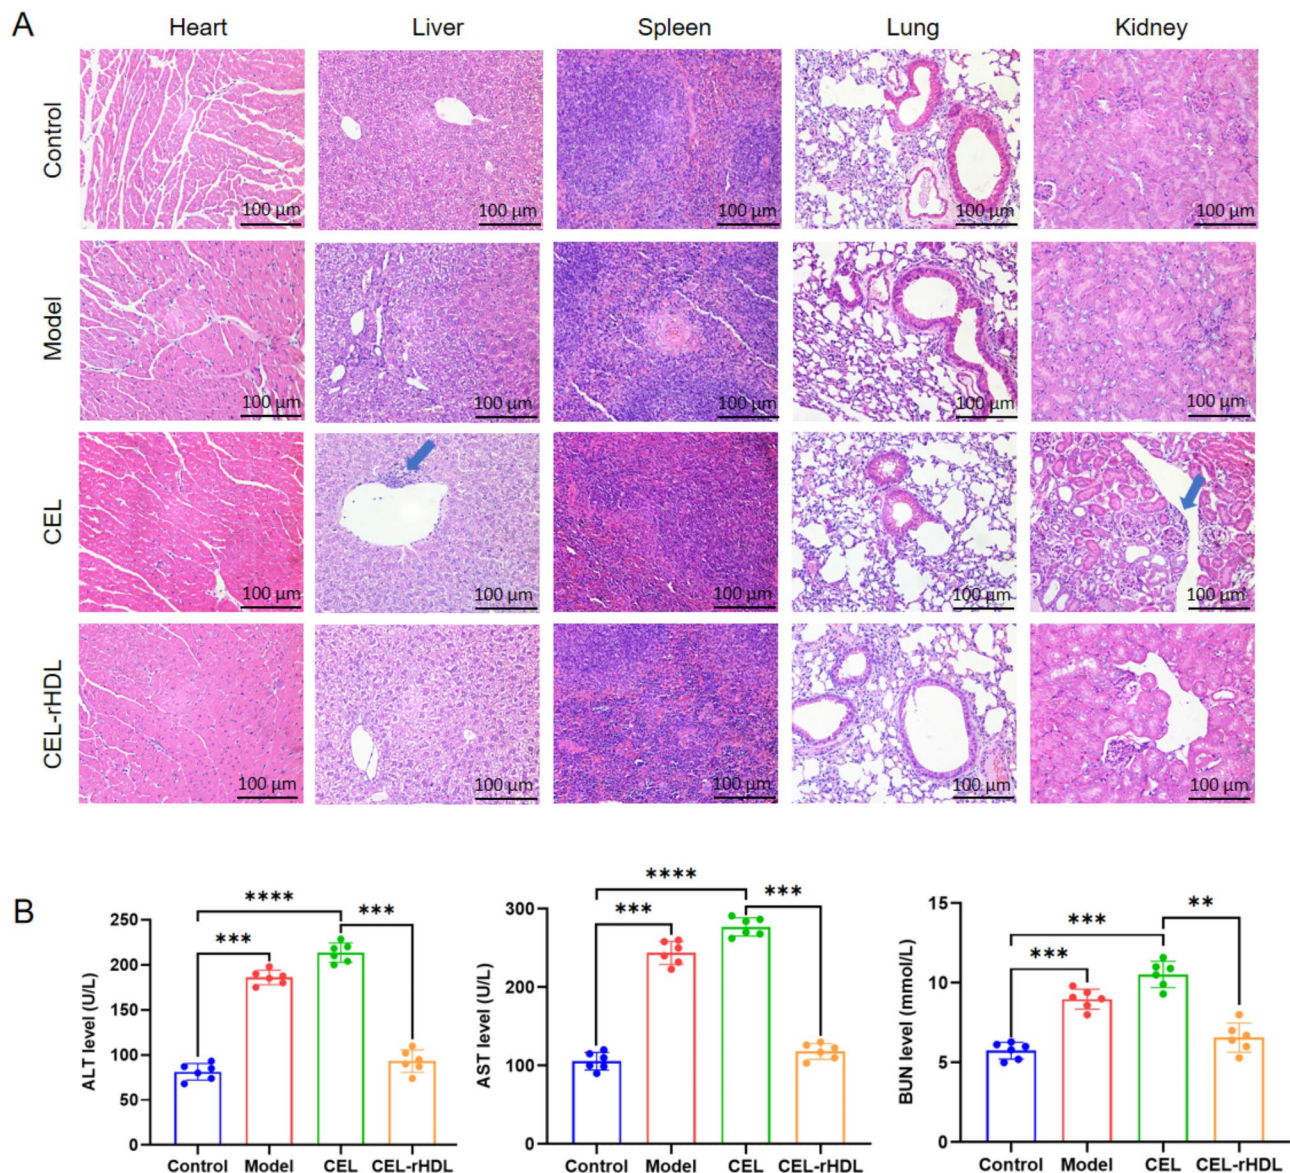 A
Heart Liver Spleen Lung Kidney
Control
100 µm 100 µm 100 µm 100 µm 100 µm
Model
100 µm 100 µm 100 µm 100 µm 100 µm
CEL
100 µm 100 µm 100 µm 100 µm 100 µm
CEL-rHDL
100 µm 100 µm 100 µm 100 µm 100 µm
B
ALT level (U/L)
250
200
150
100
50
0
****
***
***
Control Model CEL CEL-rHDL
AST level (U/L)
300
200
100
0
****
***
***
Control Model CEL CEL-rHDL
BUN level (mmol/L)
15
10
5
0
***
**
***
Control Model CEL CEL-rHDL